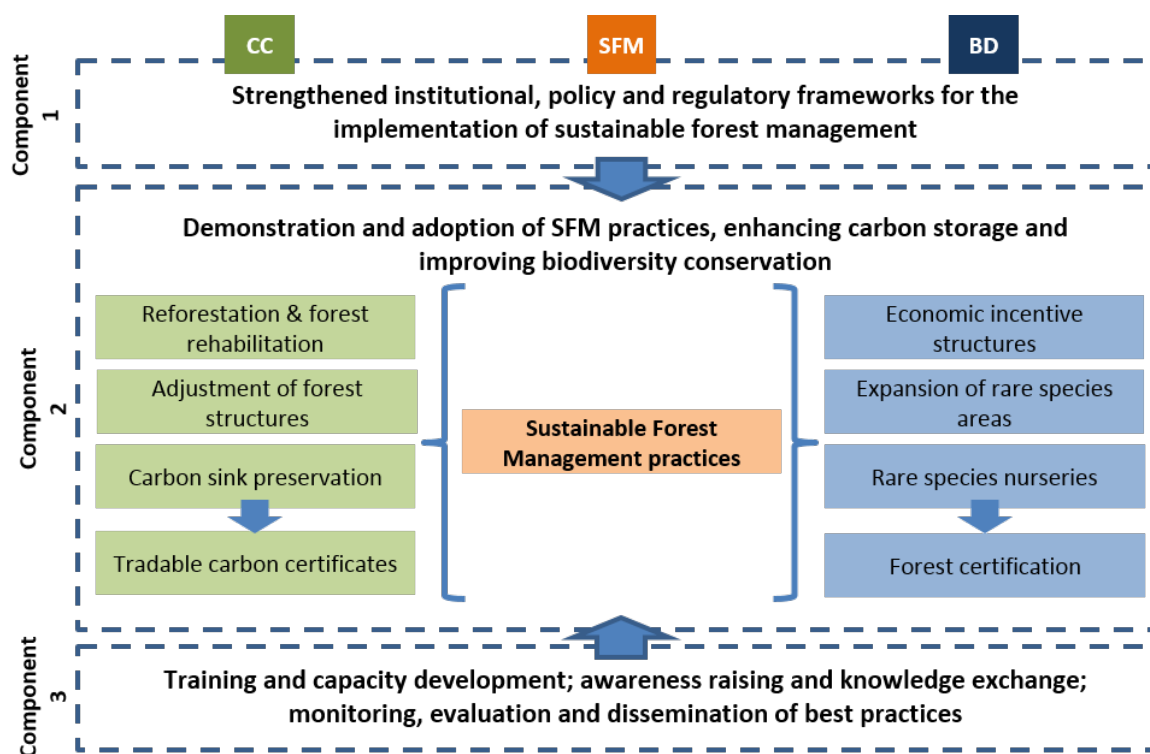 CC
SFM
BD
Component
1
Strengthened institutional, policy and regulatory frameworks for the
implementation of sustainable forest management
Component
2
Demonstration and adoption of SFM practices, enhancing carbon storage and
improving biodiversity conservation
Reforestation & forest
rehabilitation
Adjustment of forest
structures
Carbon sink preservation
Tradable carbon certificates
Sustainable Forest
Management practices
Economic incentive
structures
Expansion of rare species
areas
Rare species nurseries
Forest certification
Component
3
Training and capacity development; awareness raising and knowledge exchange;
monitoring, evaluation and dissemination of best practices